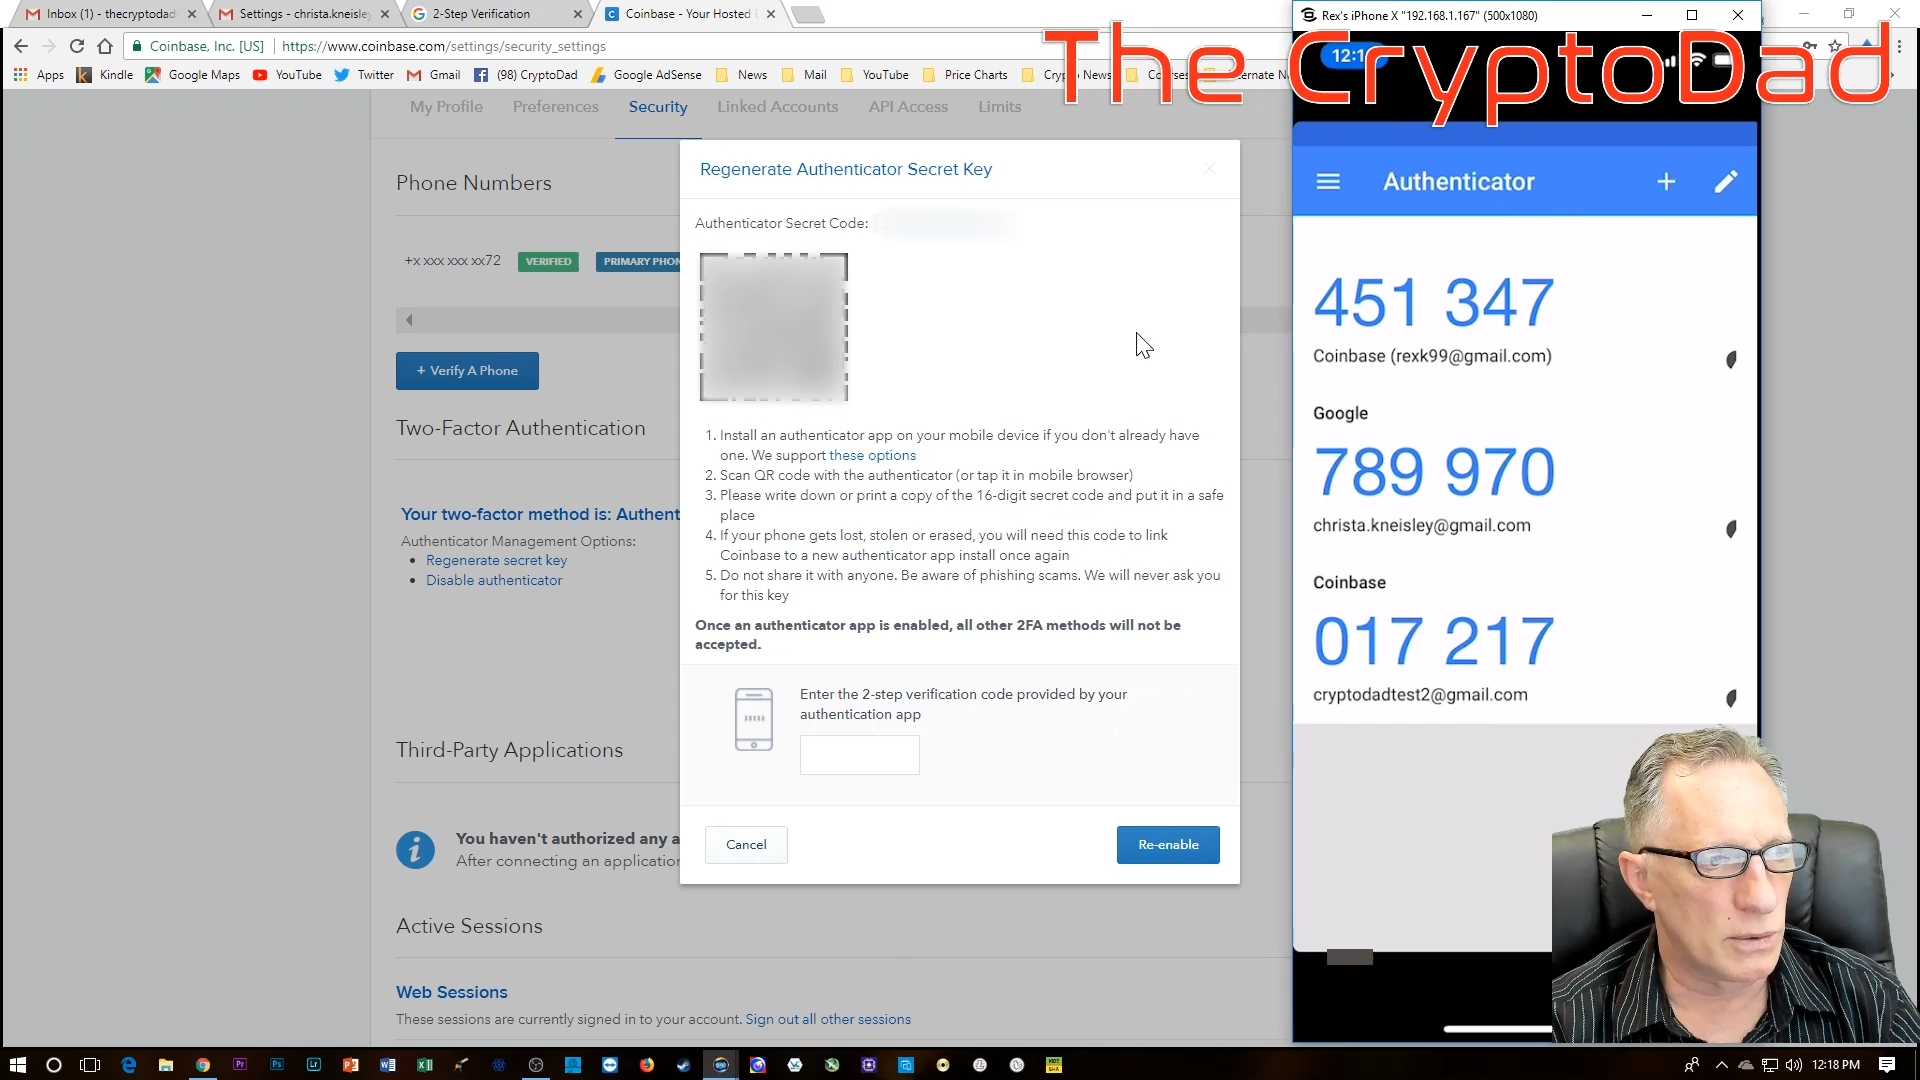 Inbox (1) - thecryptodad
Settings - christa.kneisley
2-Step Verification
Coinbase - Your Hosted
Rex's iPhone X "192.168.1.167" (500x1080)
Coinbase, Inc. [US]
https://www.coinbase.com/settings/security_settings
The CryptoDad
Apps
Kindle
Google Maps
YouTube
Twitter
Gmail
(98) CryptoDad
Google AdSense
News
Mail
YouTube
Price Charts
My Profile
Preferences
Security
Linked Accounts
API Access
Limits
Phone Numbers
+x xxx xxx xx72
VERIFIED
PRIMARY PHON
+ Verify A Phone
Two-Factor Authentication
Your two-factor method is: Authent
Authenticator Management Options:
Regenerate secret key
Disable authenticator
Third-Party Applications
You haven't authorized any a
After connecting an application
Active Sessions
Web Sessions
These sessions are currently signed in to your account. Sign out all other sessions
Regenerate Authenticator Secret Key
Authenticator Secret Code:
1. Install an authenticator app on your mobile device if you don't already have
one. We support these options
2. Scan QR code with the authenticator (or tap it in mobile browser)
3. Please write down or print a copy of the 16-digit secret code and put it in a safe
place
4. If your phone gets lost, stolen or erased, you will need this code to link
Coinbase to a new authenticator app install once again
5. Do not share it with anyone. Be aware of phishing scams. We will never ask you
for this key
Once an authenticator app is enabled, all other 2FA methods will not be
accepted.
Enter the 2-step verification code provided by your
authentication app
Cancel
Re-enable
Authenticator
451 347
Coinbase (rexk99@gmail.com)
Google
789 970
christa.kneisley@gmail.com
Coinbase
017 217
cryptodadtest2@gmail.com
12:18 PM